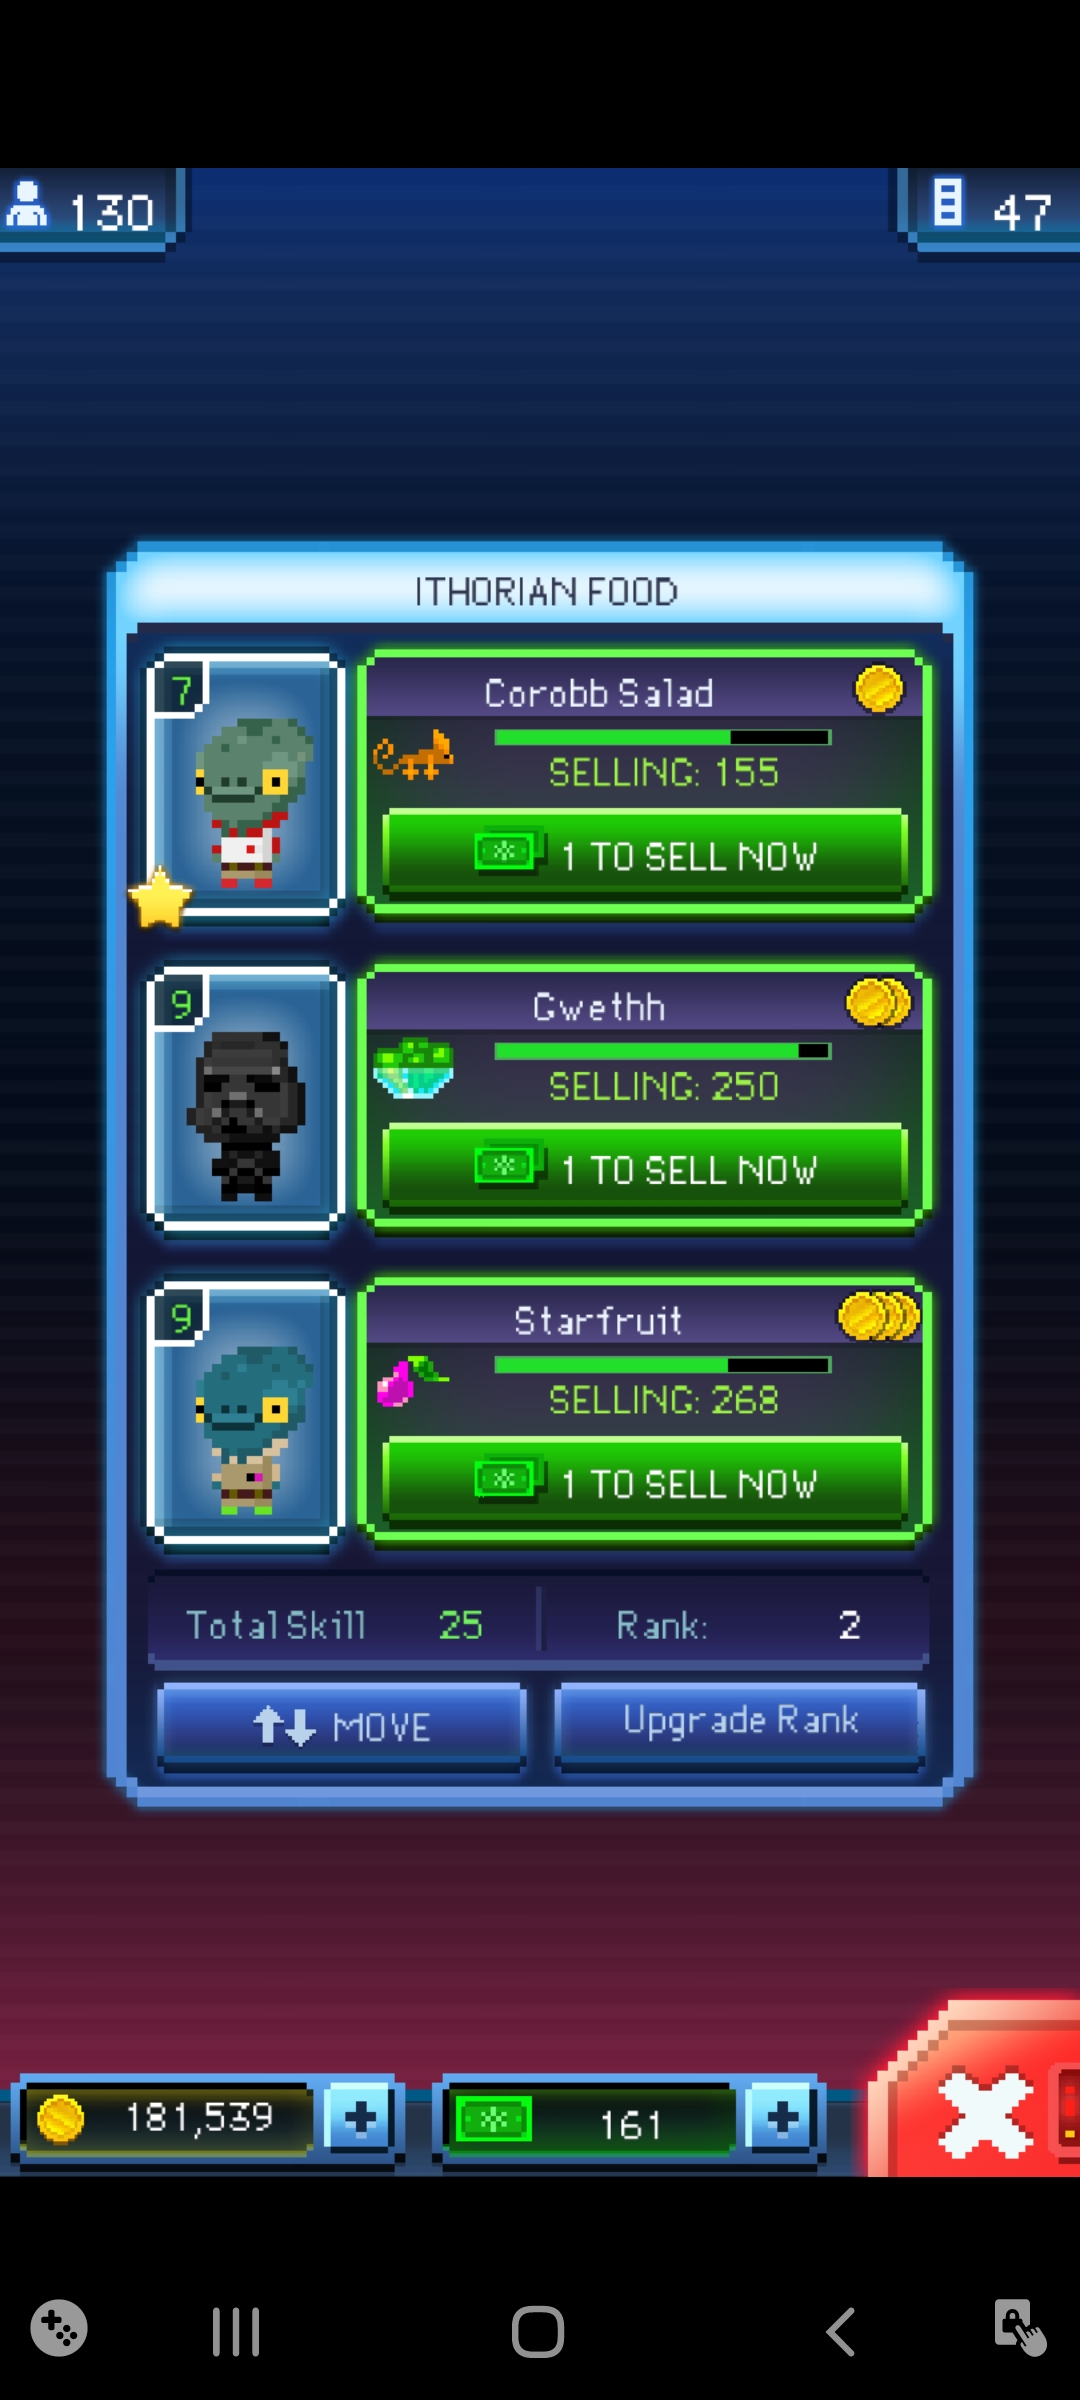 130
47
ITHORIAN FOOD
7
Corobb Salad
SELLING: 155
1 TO SELL NOW
9
Gwethh
SELLING: 250
1 TO SELL NOW
9
Starfruit
SELLING: 268
1 TO SELL NOW
Total Skill 25 Rank: 2
MOVE Upgrade Rank
181,539 161